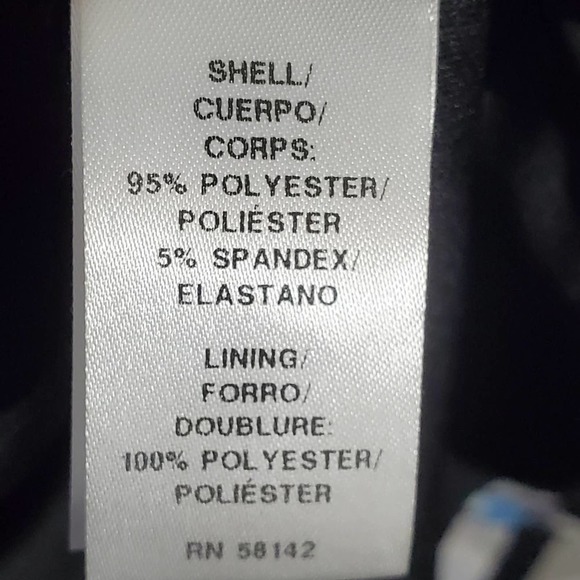 SHELL/
CUERPO/
CORPS:
95% POLYESTER/
POLIÉSTER
5% SPANDEX/
ELASTANO
LINING/
FORRO/
DOUBLURE:
100% POLYESTER/
POLIÉSTER
RN 58142